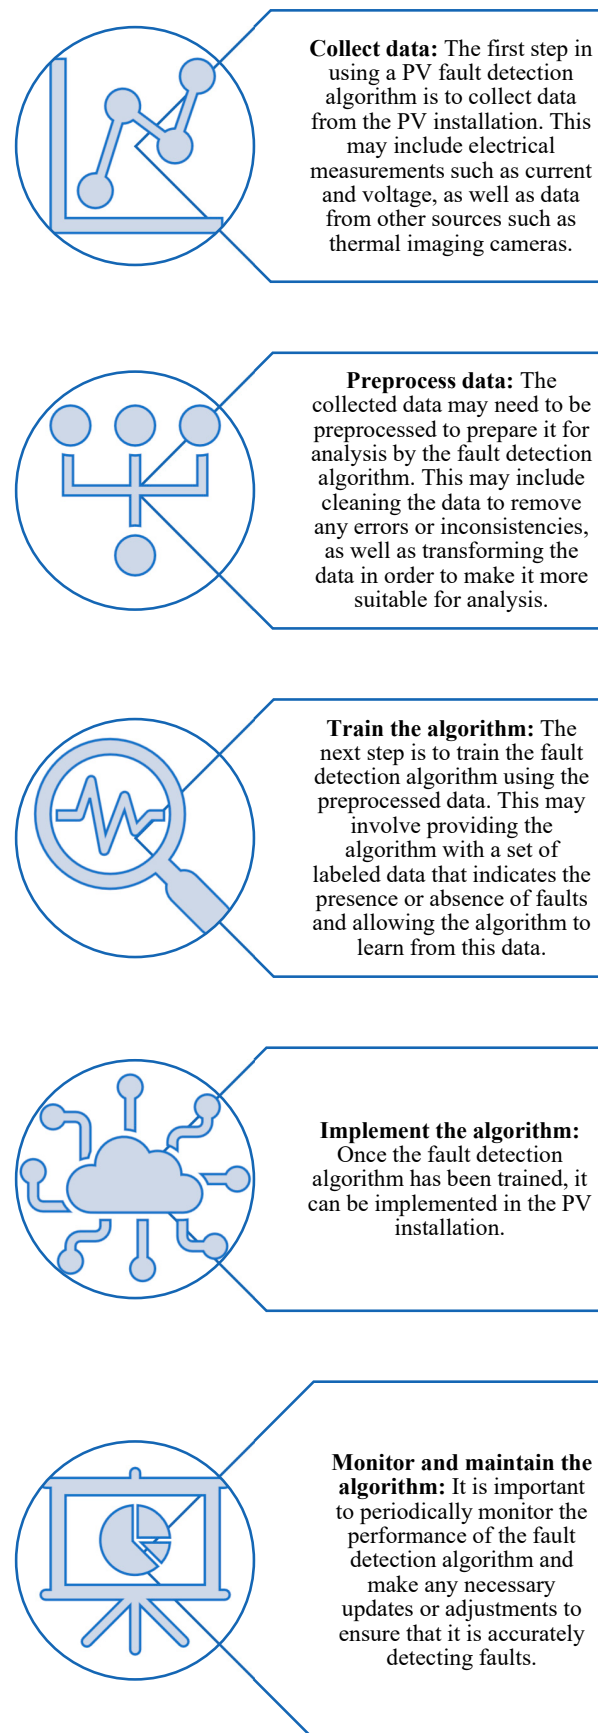 Collect data: The first step in
using a PV fault detection
algorithm is to collect data
from the PV installation. This
may include electrical
measurements such as current
and voltage, as well as data
from other sources such as
thermal imaging cameras.
Preprocess data: The
collected data may need to be
preprocessed to prepare it for
analysis by the fault detection
algorithm. This may include
cleaning the data to remove
any errors or inconsistencies,
as well as transforming the
data in order to make it more
suitable for analysis.
Train the algorithm: The
next step is to train the fault
detection algorithm using the
preprocessed data. This may
involve providing the
algorithm with a set of
labeled data that indicates the
presence or absence of faults
and allowing the algorithm to
learn from this data.
Implement the algorithm:
Once the fault detection
algorithm has been trained, it
can be implemented in the PV
installation.
Monitor and maintain the
algorithm: It is important
to periodically monitor the
performance of the fault
detection algorithm and
make any necessary
updates or adjustments to
ensure that it is accurately
detecting faults.